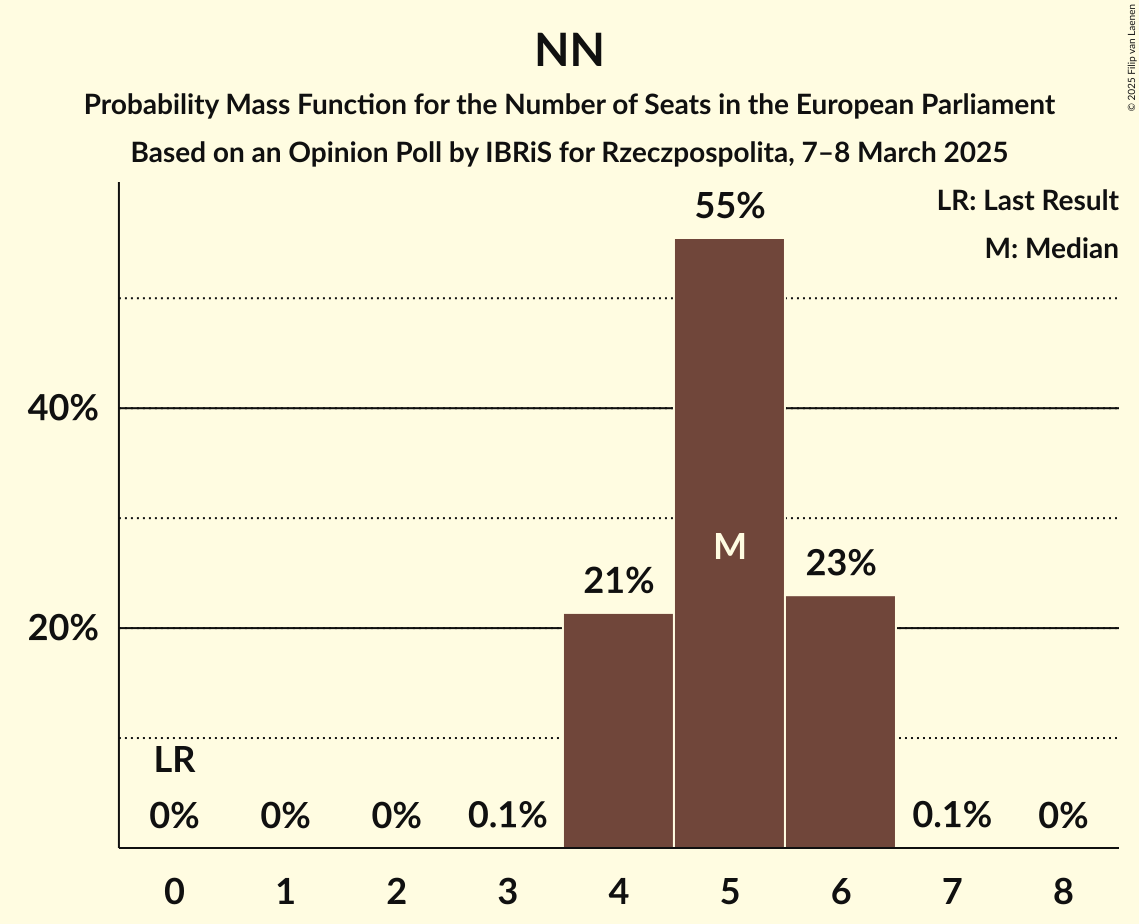 NN
Probability Mass Function for the Number of Seats in the European Parliament
Based on an Opinion Poll by IBRiS for Rzeczpospolita, 7–8 March 2025
© 2025 Filip van Laenen
LR: Last Result
M: Median
55%
40%
M
21%
23%
20%
LR
0%
0%
0%
0.1%
0.1%
0%
0
1
2
3
4
5
6
7
8